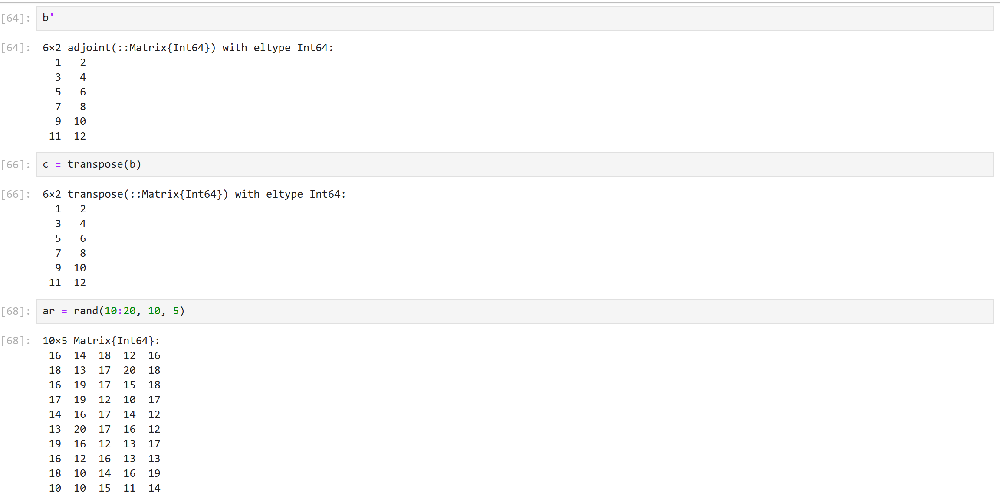 [64]: b'
[64]: 6×2 adjoint(::Matrix{Int64}) with eltype Int64:
1 2
3 4
5 6
7 8
9 10
11 12
[66]: c = transpose(b)
[66]: 6×2 transpose(::Matrix{Int64}) with eltype Int64:
1 2
3 4
5 6
7 8
9 10
11 12
[68]: ar = rand(10:20, 10, 5)
[68]: 10×5 Matrix{Int64}:
16 14 18 12 16
18 13 17 20 18
16 19 17 15 18
17 19 12 10 17
14 16 17 14 12
13 20 17 16 12
19 16 12 13 17
16 12 16 13 13
18 10 14 16 19
10 10 15 11 14